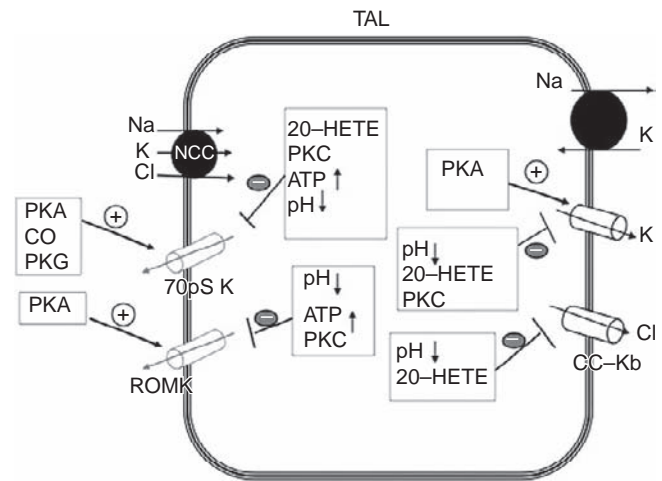 TAL
Na
K
Cl
NCC
20–HETE
PKC
ATP ↑
pH ↓
PKA
CO
PKG
+
−
70pS K
PKA
+
ROMK
pH ↓
ATP ↑
PKC
−
Na
K
PKA
+
K
pH ↓
20–HETE
PKC
−
pH ↓
20–HETE
−
Cl
CC–Kb